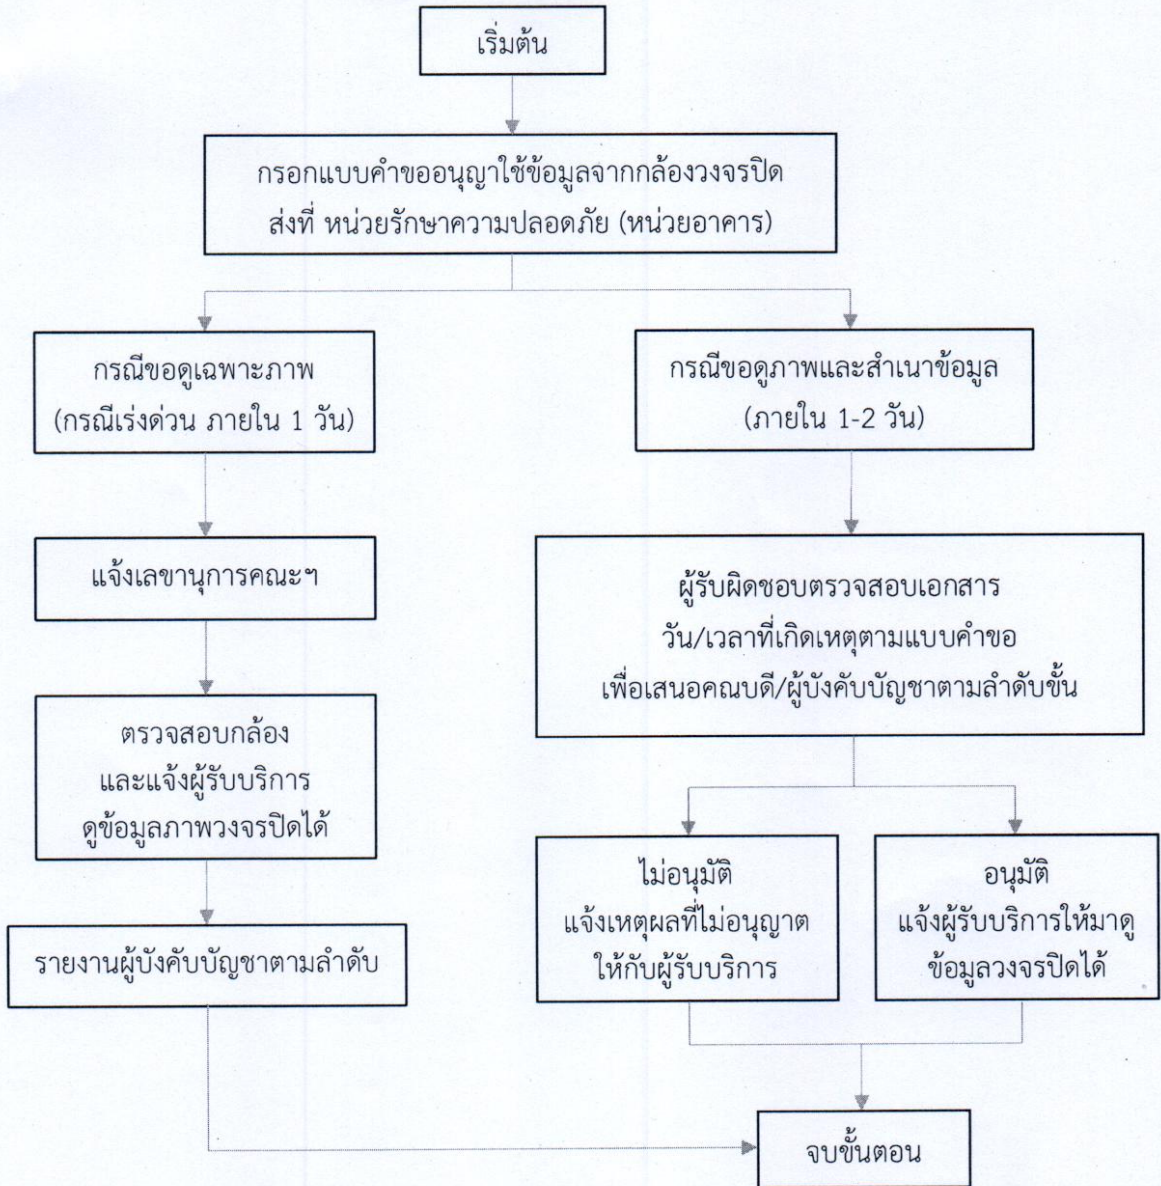 เริ่มต้น
กรอกแบบคำขออนุญาใช้ข้อมูลจากกล้องวงจรปิด
ส่งที่ หน่วยรักษาความปลอดภัย (หน่วยอาคาร)
กรณีขอดูเฉพาะภาพ
(กรณีเร่งด่วน ภายใน 1 วัน)
แจ้งเลขานุการคณะฯ
ตรวจสอบกล้อง
และแจ้งผู้รับบริการ
ดูข้อมูลภาพวงจรปิดได้
รายงานผู้บังคับบัญชาตามลำดับ
กรณีขอดูภาพและสำเนาข้อมูล
(ภายใน 1-2 วัน)
ผู้รับผิดชอบตรวจสอบเอกสาร
วัน/เวลาที่เกิดเหตุตามแบบคำขอ
เพื่อเสนอคณบดี/ผู้บังคับบัญชาตามลำดับขั้น
ไม่อนุมัติ
แจ้งเหตุผลที่ไม่อนุญาต
ให้กับผู้รับบริการ
อนุมัติ
แจ้งผู้รับบริการให้มาดู
ข้อมูลวงจรปิดได้
จบขั้นตอน